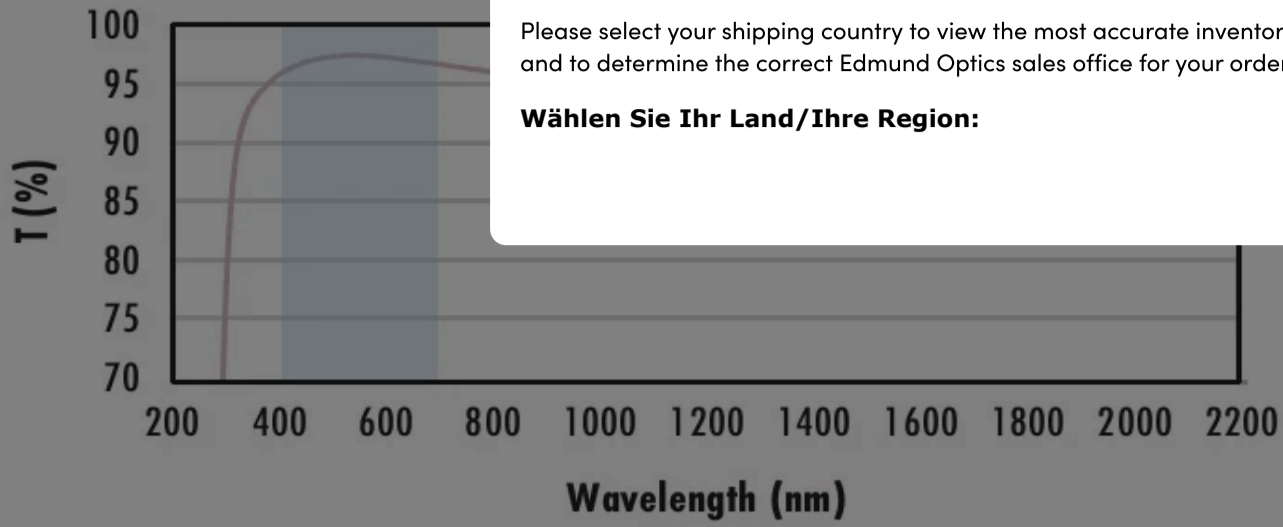 Please select your shipping country to view the most accurate inventor
and to determine the correct Edmund Optics sales office for your order
Wählen Sie Ihr Land/Ihre Region:
T (%)
100
95
90
85
80
75
70
200 400 600 800 1000 1200 1400 1600 1800 2000 2200
Wavelength (nm)